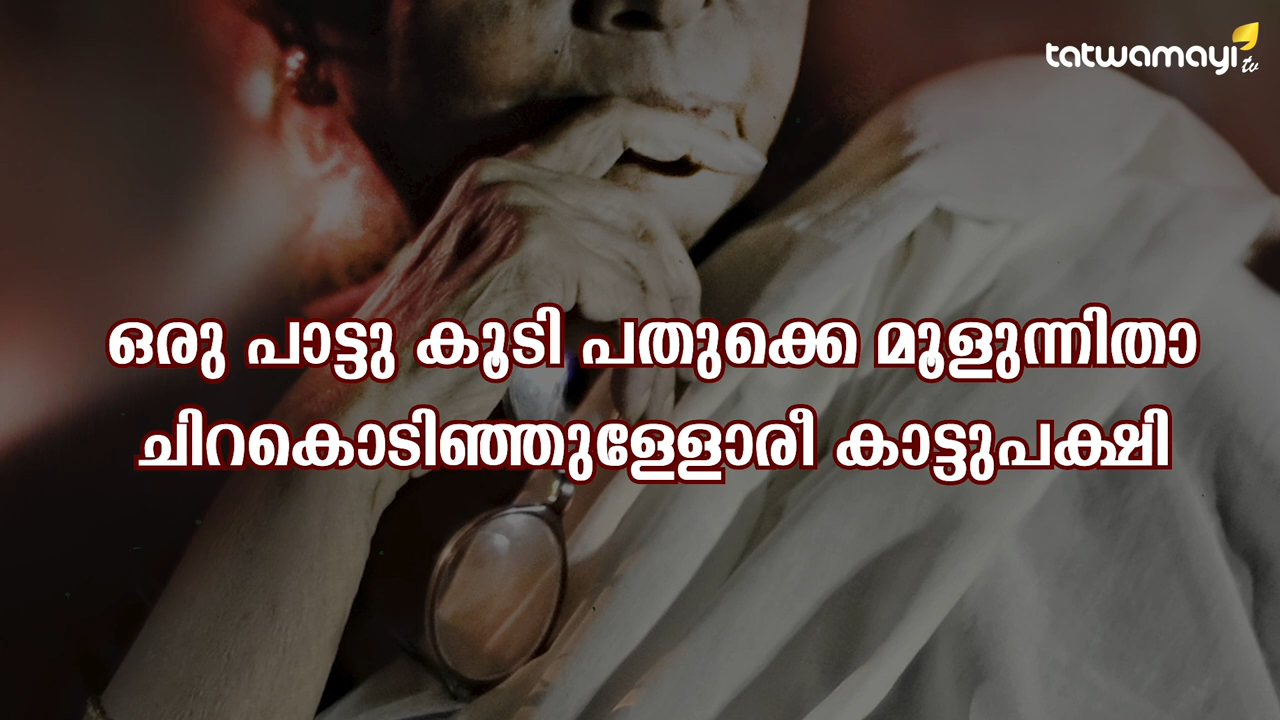 tatwamayi
tv
ഒരു പാട്ടു കൂടി പതുക്കെ മൂളുന്നിതാ
ചിറകൊടിഞ്ഞുള്ളോരീ കാട്ടുപക്ഷി